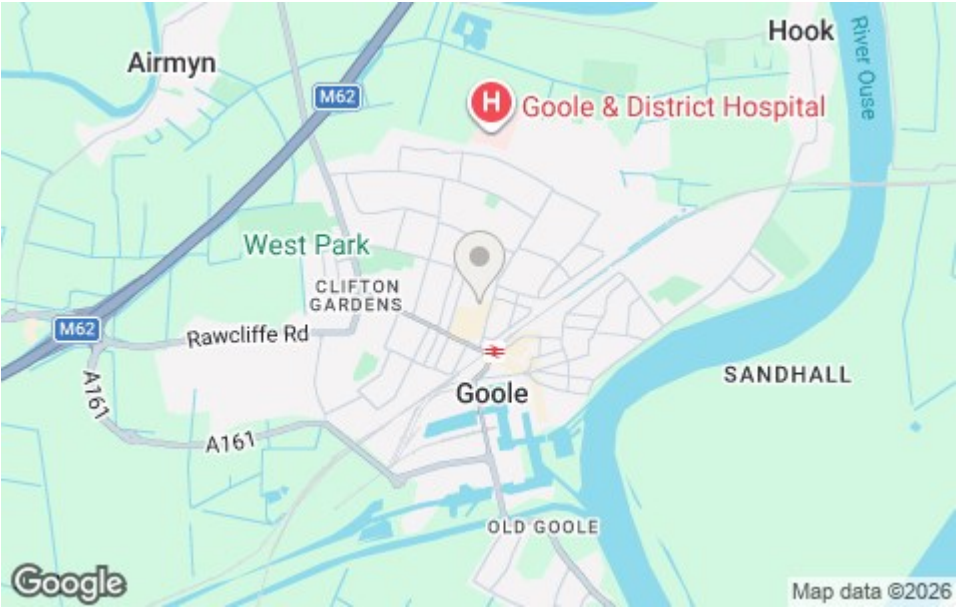 Hook
River Ouse
Airmyn
M62
H
Goole & District Hospital
West Park
CLIFTON
GARDENS
M62
Rawcliffe Rd
SANDHALL
A161
Goole
A161
OLD GOOLE
Google
Map data ©2026